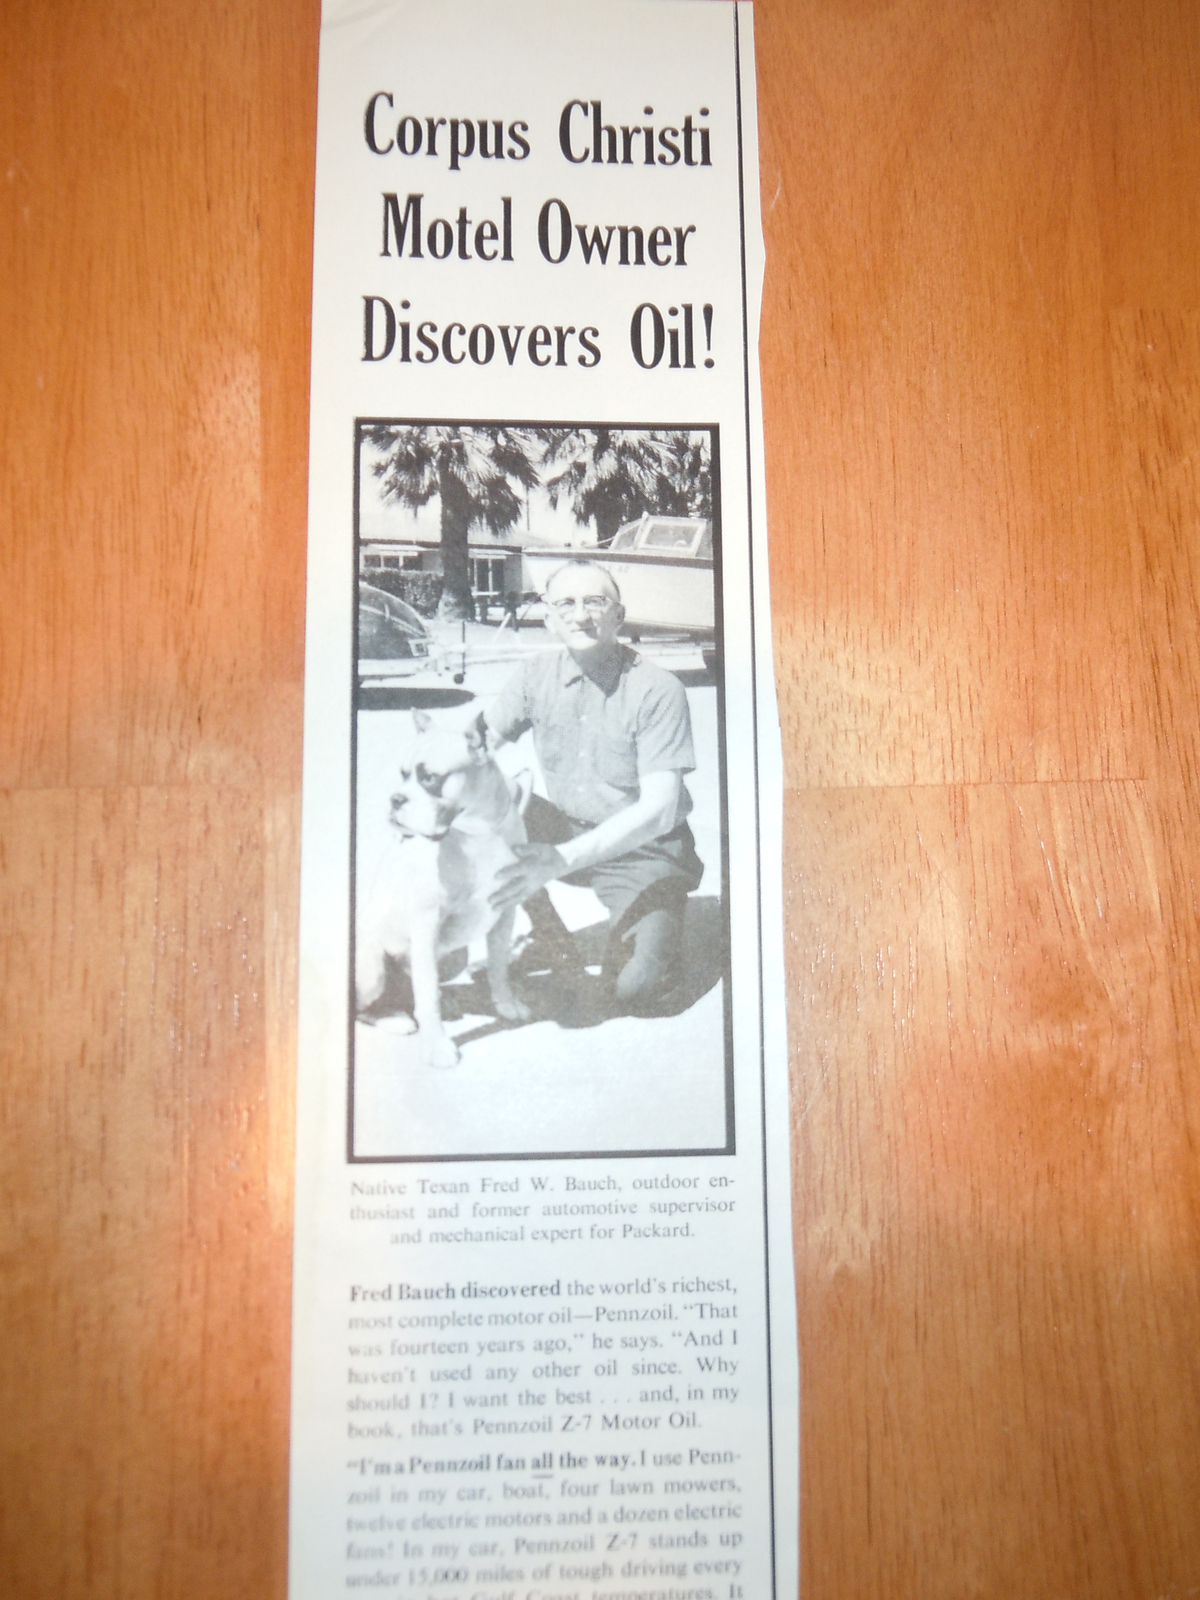 Corpus Christi
Motel Owner
Discovers Oil!
Native Texan Fred W. Bauch, outdoor en-
thusiast and former automotive supervisor
and mechanical expert for Packard.
Fred Bauch discovered the world's richest,
most complete motor oil—Pennzoil. "That
was fourteen years ago," he says. "And I
haven't used any other oil since. Why
should I? I want the best . . . and, in my
book, that's Pennzoil Z-7 Motor Oil.
"I'm a Pennzoil fan all the way. I use Penn-
zoil in my car, boat, four lawn mowers,
twelve electric motors and a dozen electric
fans! In my car, Pennzoil Z-7 stands up
under 15,000 miles of tough driving every
Gulf Coast temperatures. It